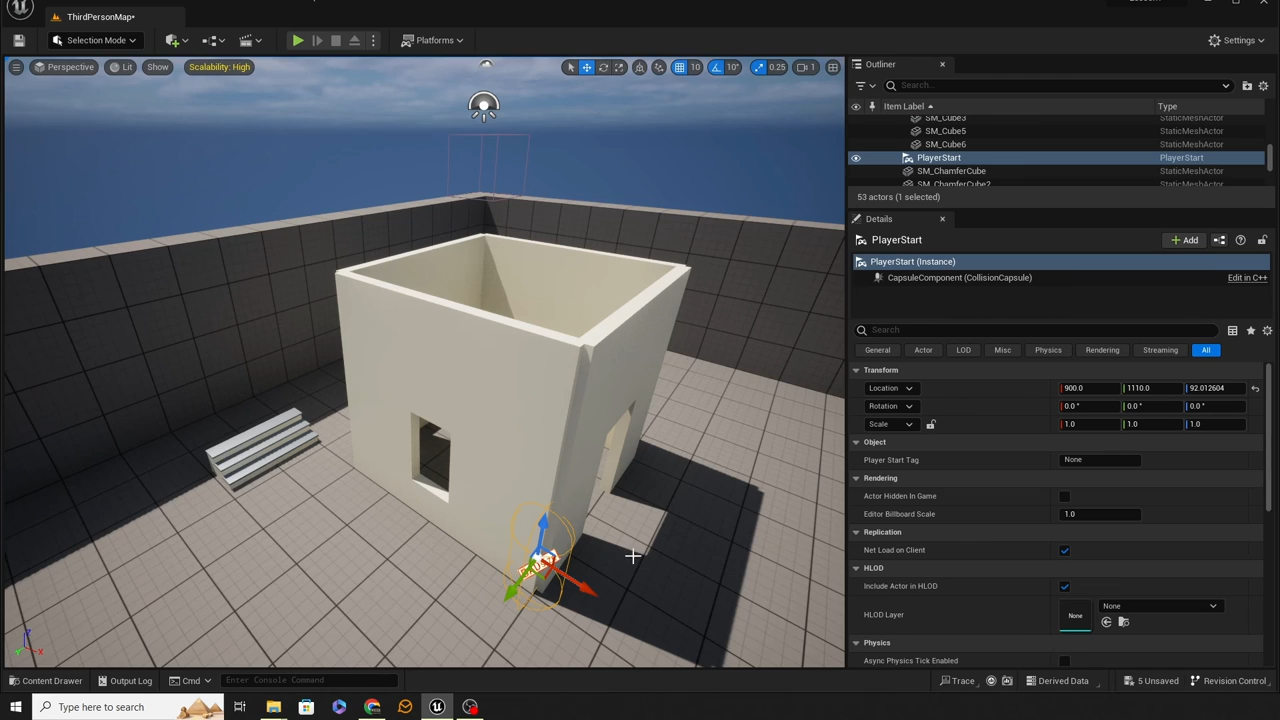 ThirdPersonMap•
Selection Mode
Platforms
Settings
Perspective
Lit
Show
Scalability: High
10
10°
0.25
1
Outliner
Search...
Item Label
Type
SM_Cube3
StaticMeshActor
SM_Cube5
StaticMeshActor
SM_Cube6
StaticMeshActor
PlayerStart
PlayerStart
SM_ChamferCube
StaticMeshActor
SM_ChamferCube2
StaticMeshActor
53 actors (1 selected)
Details
PlayerStart
Add
PlayerStart (Instance)
CapsuleComponent (CollisionCapsule)
Edit in C++
Search
General
Actor
LOD
Misc
Physics
Rendering
Streaming
All
Transform
Location
900.0
1110.0
92.012604
Rotation
0.0 °
0.0 °
0.0 °
Scale
1.0
1.0
1.0
Object
Player Start Tag
None
Rendering
Actor Hidden In Game
Editor Billboard Scale
1.0
Replication
Net Load on Client
HLOD
Include Actor in HLOD
HLOD Layer
None
None
Physics
Async Physics Tick Enabled
Z
X
Content Drawer
Output Log
Cmd
Enter Console Command
Trace
Derived Data
5 Unsaved
Revision Control
Type here to search